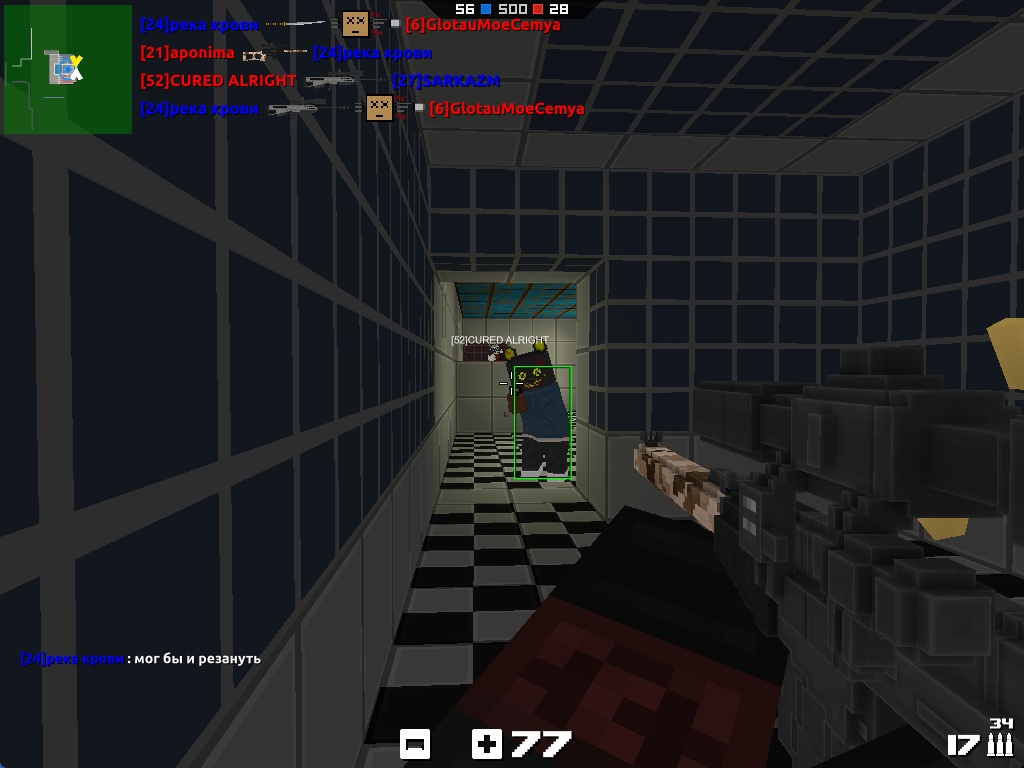 56 500 28
[24]река крови [6]GlotauMoeCemya
[21]aponima [24]река крови
[52]CURED ALRIGHT [27]SARKAZM
[24]река крови [6]GlotauMoeCemya
[52]CURED ALRIGHT
[24]река крови : мог бы и резануть
77
34
17